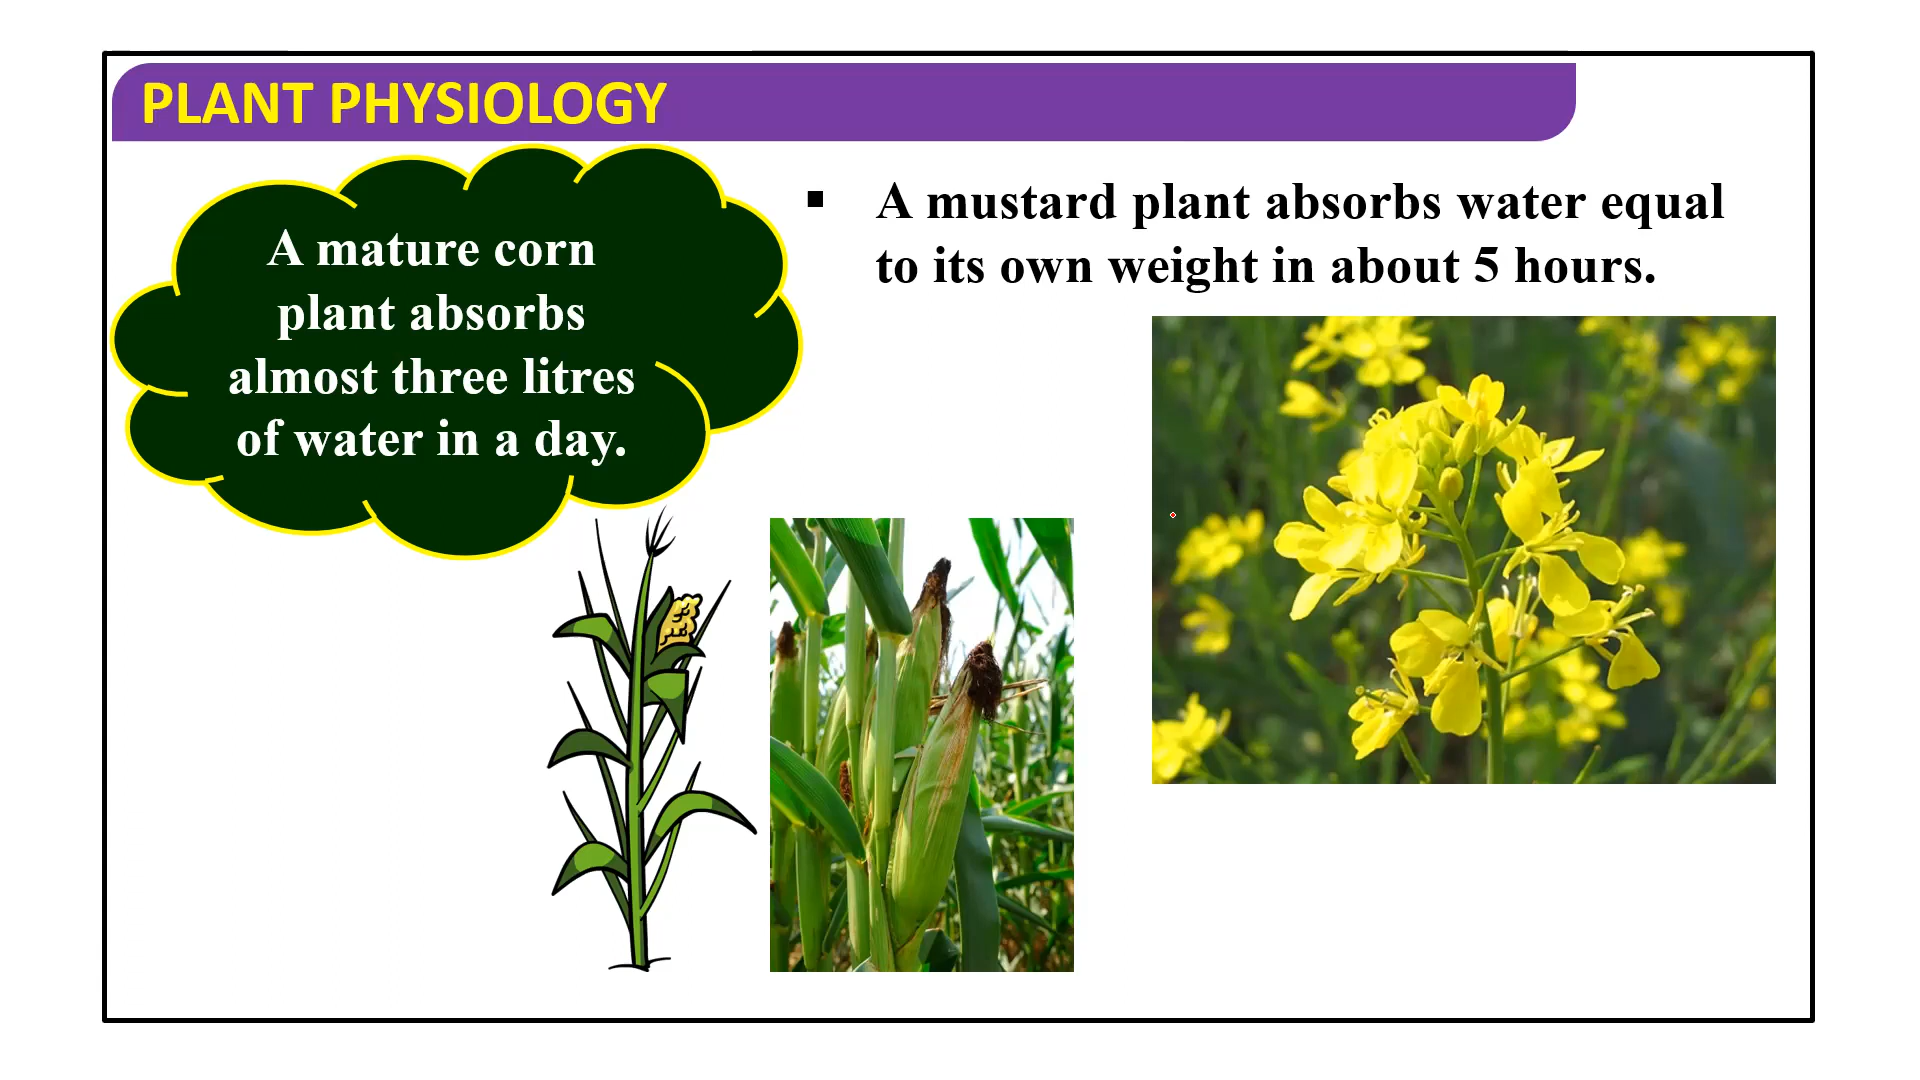 PLANT PHYSIOLOGY
A mature corn
plant absorbs
almost three litres
of water in a day.
▪ A mustard plant absorbs water equal
to its own weight in about 5 hours.